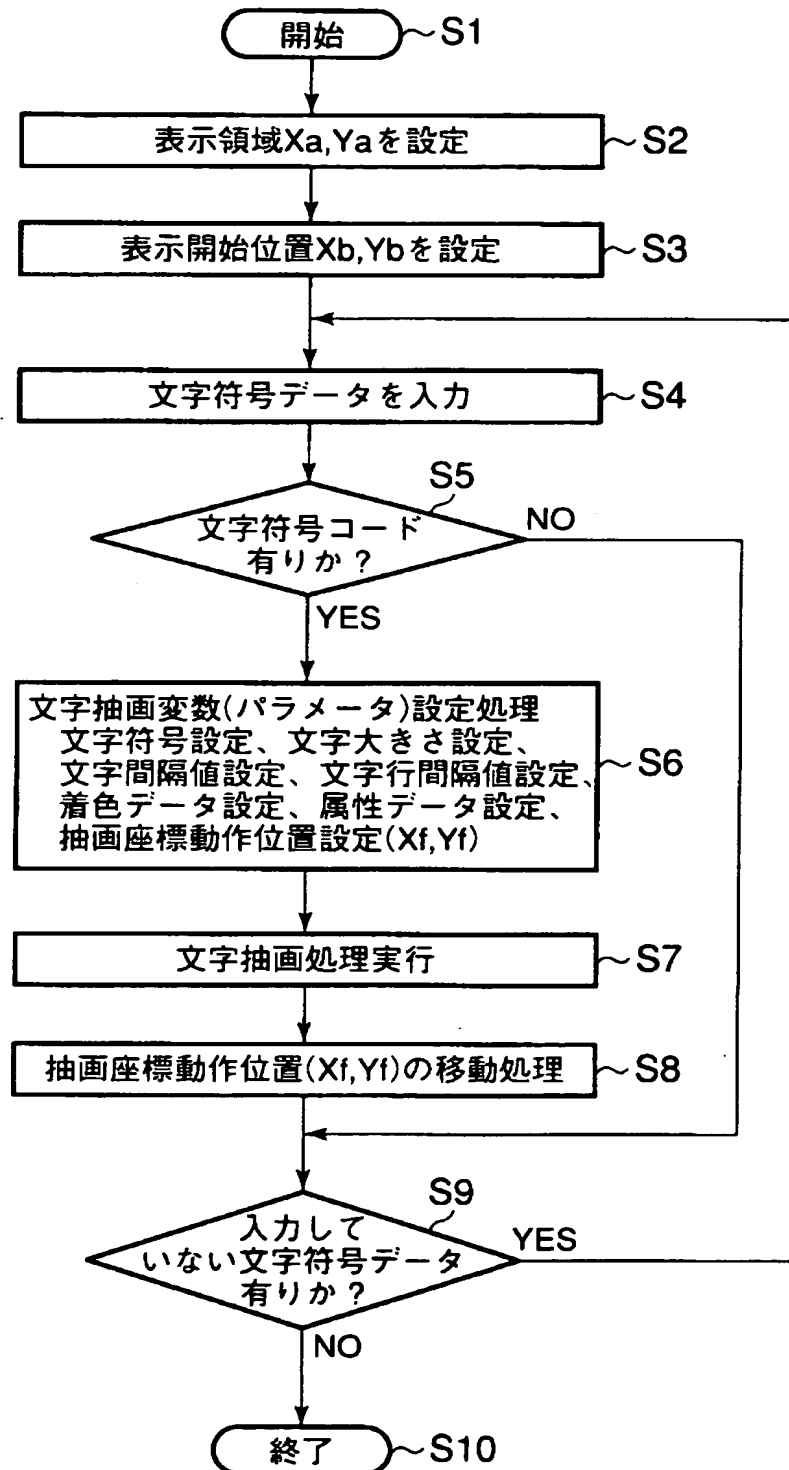 開始 ~S1
表示領域Xa,Yaを設定 ~S2
表示開始位置Xb,Ybを設定 ~S3
文字符号データを入力 ~S4
S5
文字符号コード
有りか?
NO
YES
文字抽画変数(パラメータ)設定処理
文字符号設定、文字大きさ設定、
文字間隔値設定、文字行間隔値設定、
着色データ設定、属性データ設定、
抽画座標動作位置設定(Xf,Yf)
~S6
文字抽画処理実行 ~S7
抽画座標動作位置(Xf,Yf)の移動処理 ~S8
S9
入力して
いない文字符号データ
有りか?
YES
NO
終了 ~S10